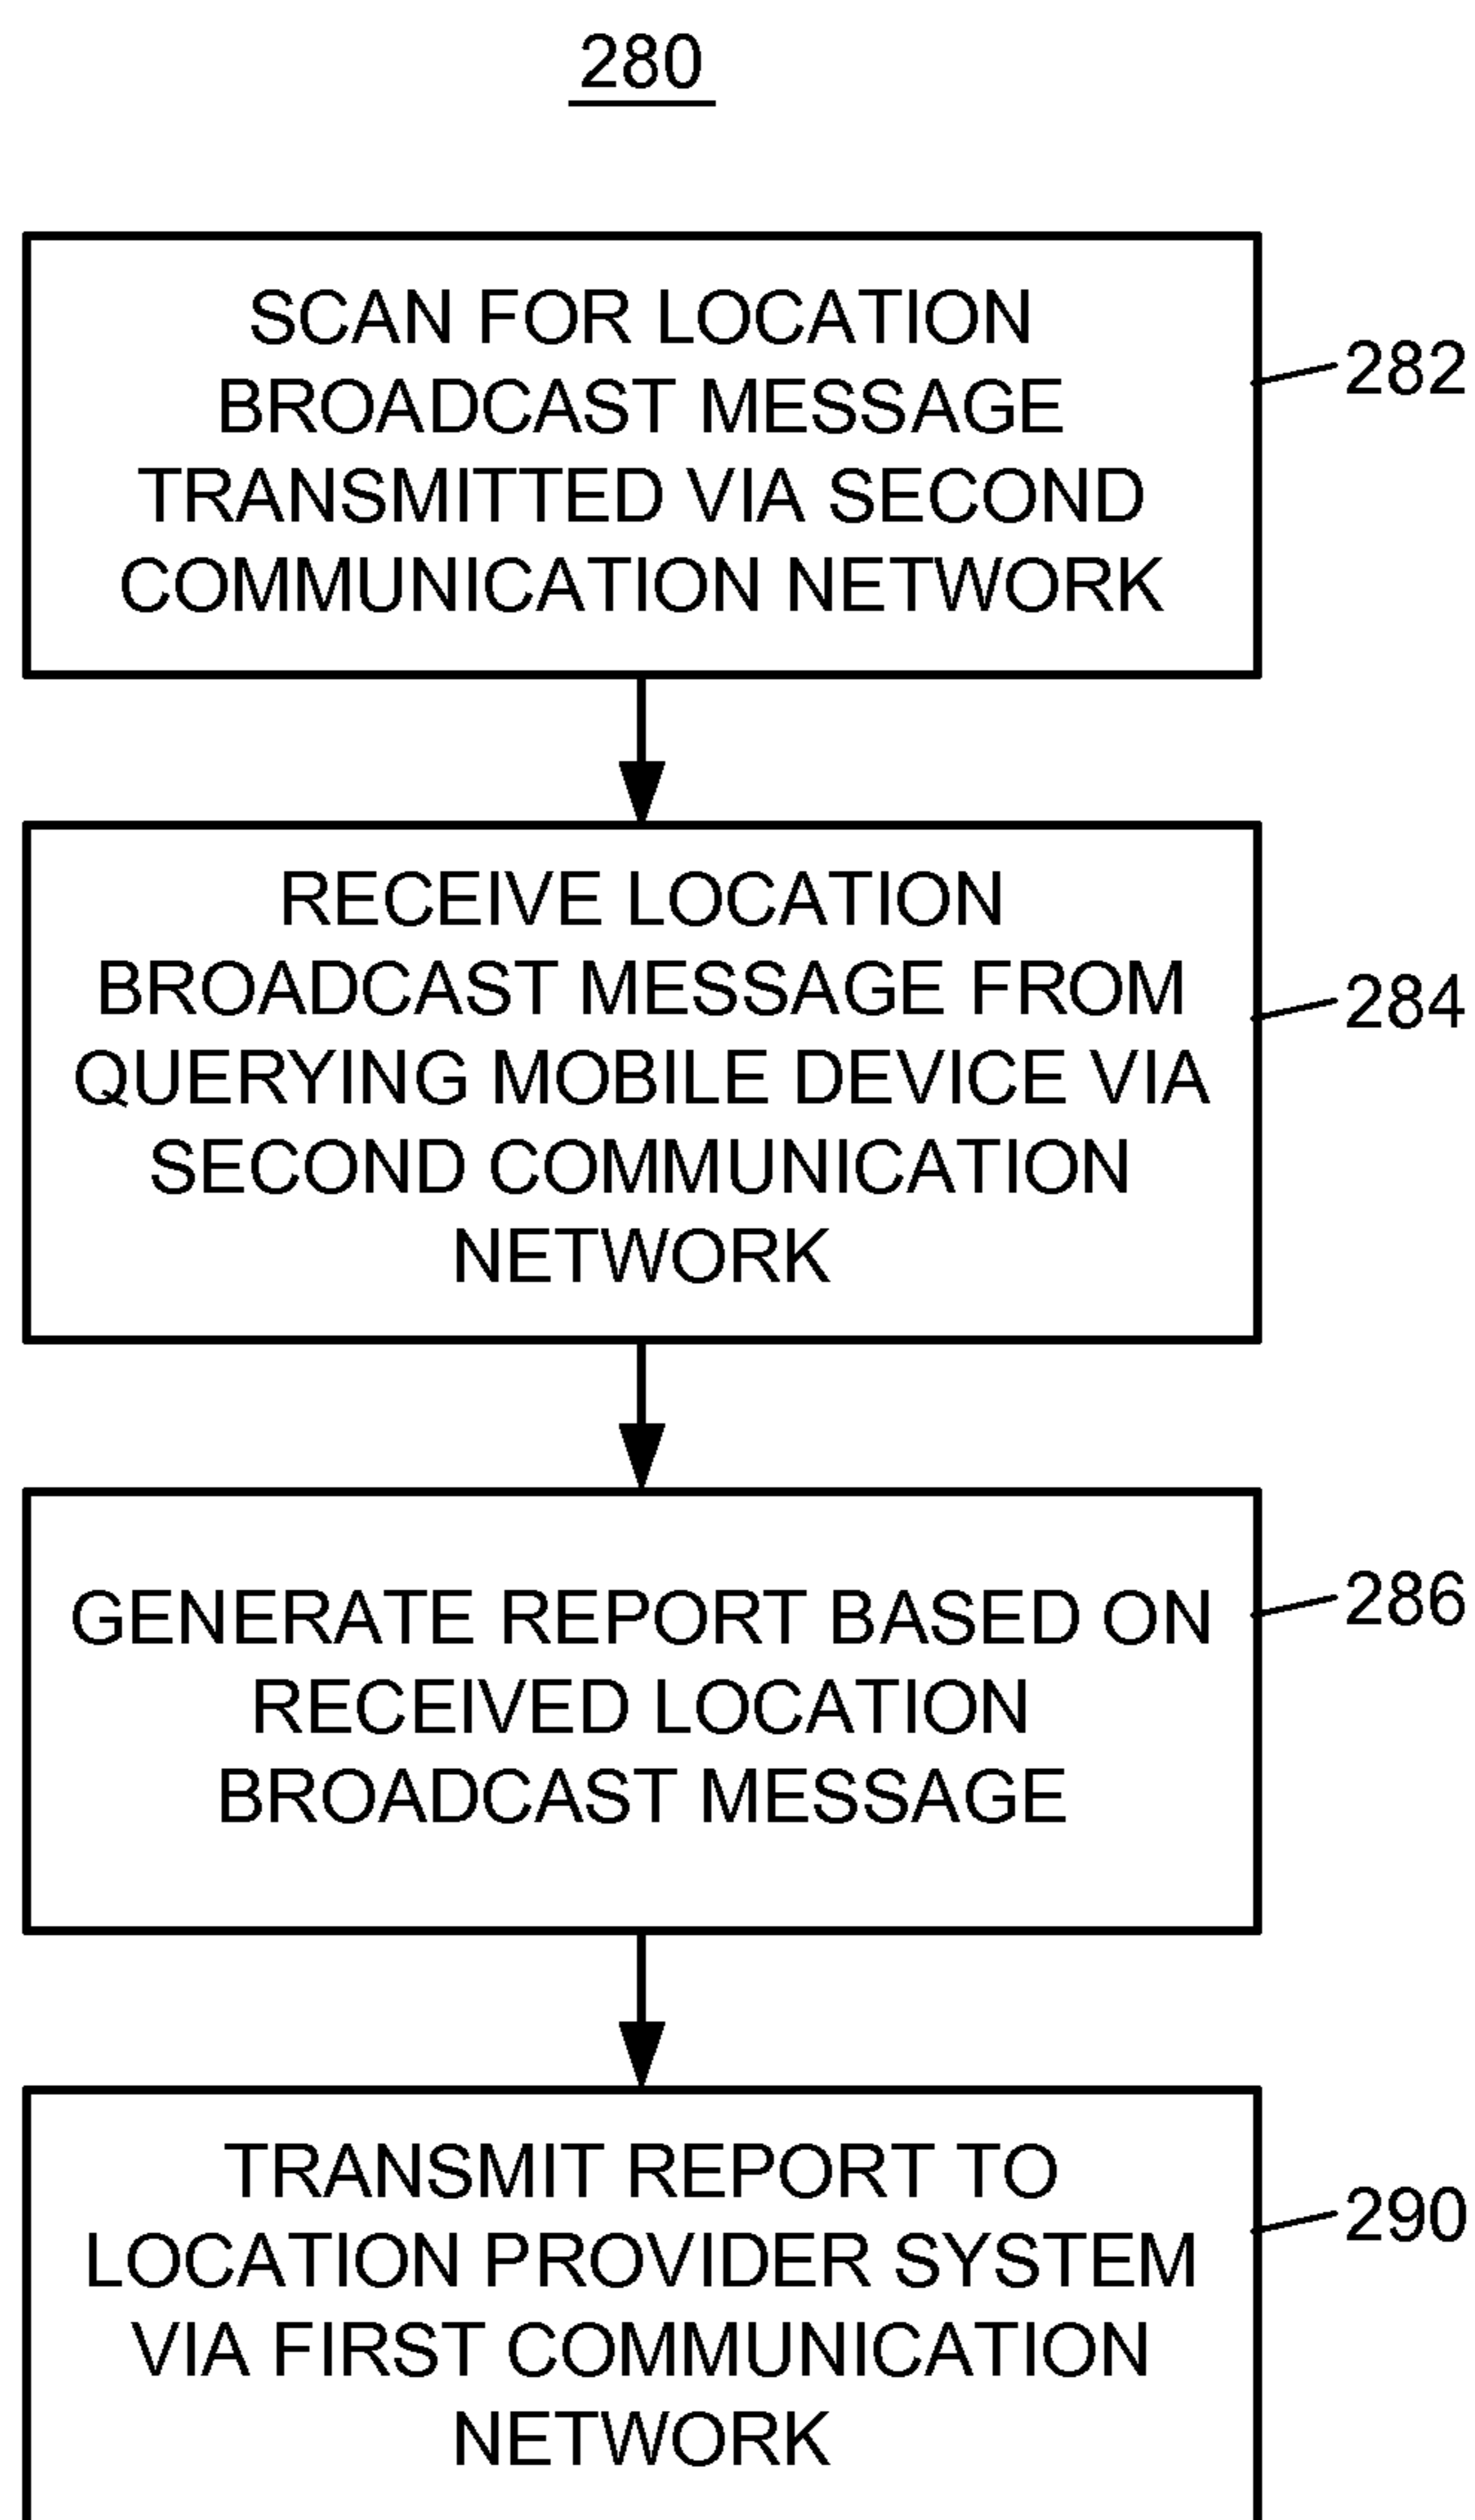 280
SCAN FOR LOCATION
BROADCAST MESSAGE
TRANSMITTED VIA SECOND
COMMUNICATION NETWORK
282
RECEIVE LOCATION
BROADCAST MESSAGE FROM
QUERYING MOBILE DEVICE VIA
SECOND COMMUNICATION
NETWORK
284
GENERATE REPORT BASED ON
RECEIVED LOCATION
BROADCAST MESSAGE
286
TRANSMIT REPORT TO
LOCATION PROVIDER SYSTEM
VIA FIRST COMMUNICATION
NETWORK
290